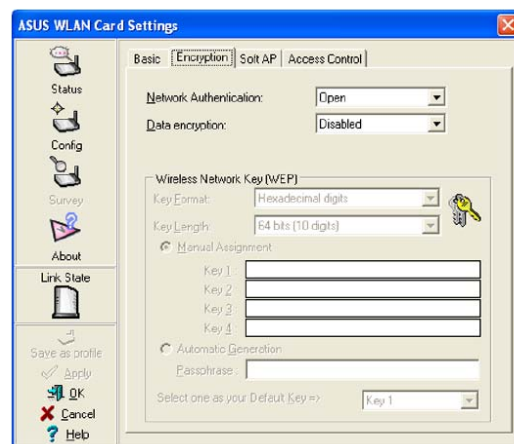 ASUS WLAN Card Settings
Status
Config
Survey
About
Link State
Save as profile
Apply
OK
Cancel
Help
Basic
Encryption
Soft AP
Access Control
Network Authentication:
Open
Data encryption:
Disabled
Wireless Network Key (WEP)
Key Format:
Hexadecimal digits
Key Length:
64 bits (10 digits)
Manual Assignment
Key 1 :
Key 2
Key 3 :
Key 4 :
Automatic Generation
Passphrase :
Select one as your Default Key =>
Key 1